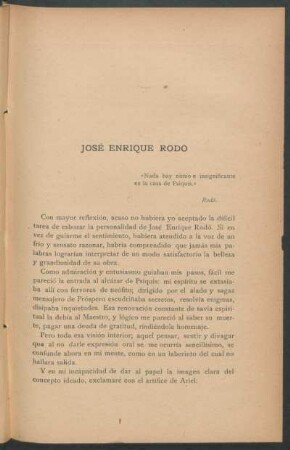 JOSÉ ENRIQUE RODÓ
«Nada hay nimio e insignificante
en la casa de Psiquis.»
Rodó.
Con mayor reflexión, acaso no hubiera yo aceptado la difícil
tarea de esbozar la personalidad de José Enrique Rodó. Si en
vez de guiarme el sentimiento, hubiera atendido a la voz de un
frío y sensato razonar, habría comprendido que jamás mis pa-
labras lograrían interpretar de un modo satisfactorio la belleza
y grandiosidad de su obra.
Como admiración y entusiasmo guiaban mis pasos, fácil me
pareció la entrada al alcázar de Psiquis: mi espíritu se extasia-
ba allí con fervores de neófito; dirigido por el alado y sagaz
mensajero de Próspero escudriñaba secretos, resolvía enigmas,
disipaba inquietudes. Esa renovación constante de savia espiri-
tual la debía al Maestro, y lógico me pareció al saber su muer-
te, pagar una deuda de gratitud, rindiéndole homenaje.
Pero toda esa visión interior; aquel pensar, sentir y divagar
que al no darle expresión oral se me ocurría sencillísimo, se
confunde ahora en mi mente, como en un laberinto del cual no
hallara salida.
Y en mi incapacidad de dar al papel la imagen clara del
concepto ideado, exclamaré con el artífice de Ariel: